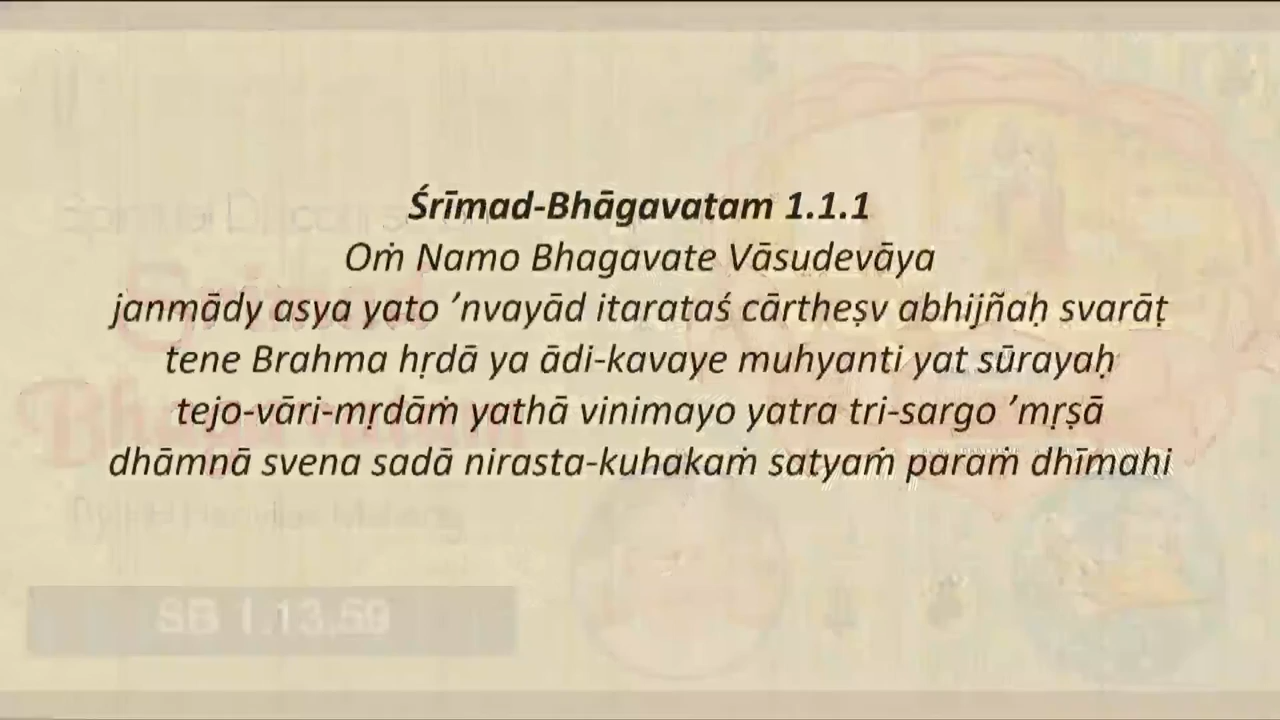 Śrīmad-Bhāgavatam 1.1.1
Oṁ Namo Bhagavate Vāsudevāya
janmādy asya yato ’nvayād itarataś cārtheṣv abhijñaḥ svarāṭ
tene Brahma hṛdā ya ādi-kavaye muhyanti yat sūrayaḥ
tejo-vāri-mṛdāṁ yathā vinimayo yatra tri-sargo ’mṛṣā
dhāmnā svena sadā nirasta-kuhakaṁ satyaṁ paraṁ dhīmahi
Srimad
Bhagavatam
SB 1.13.59